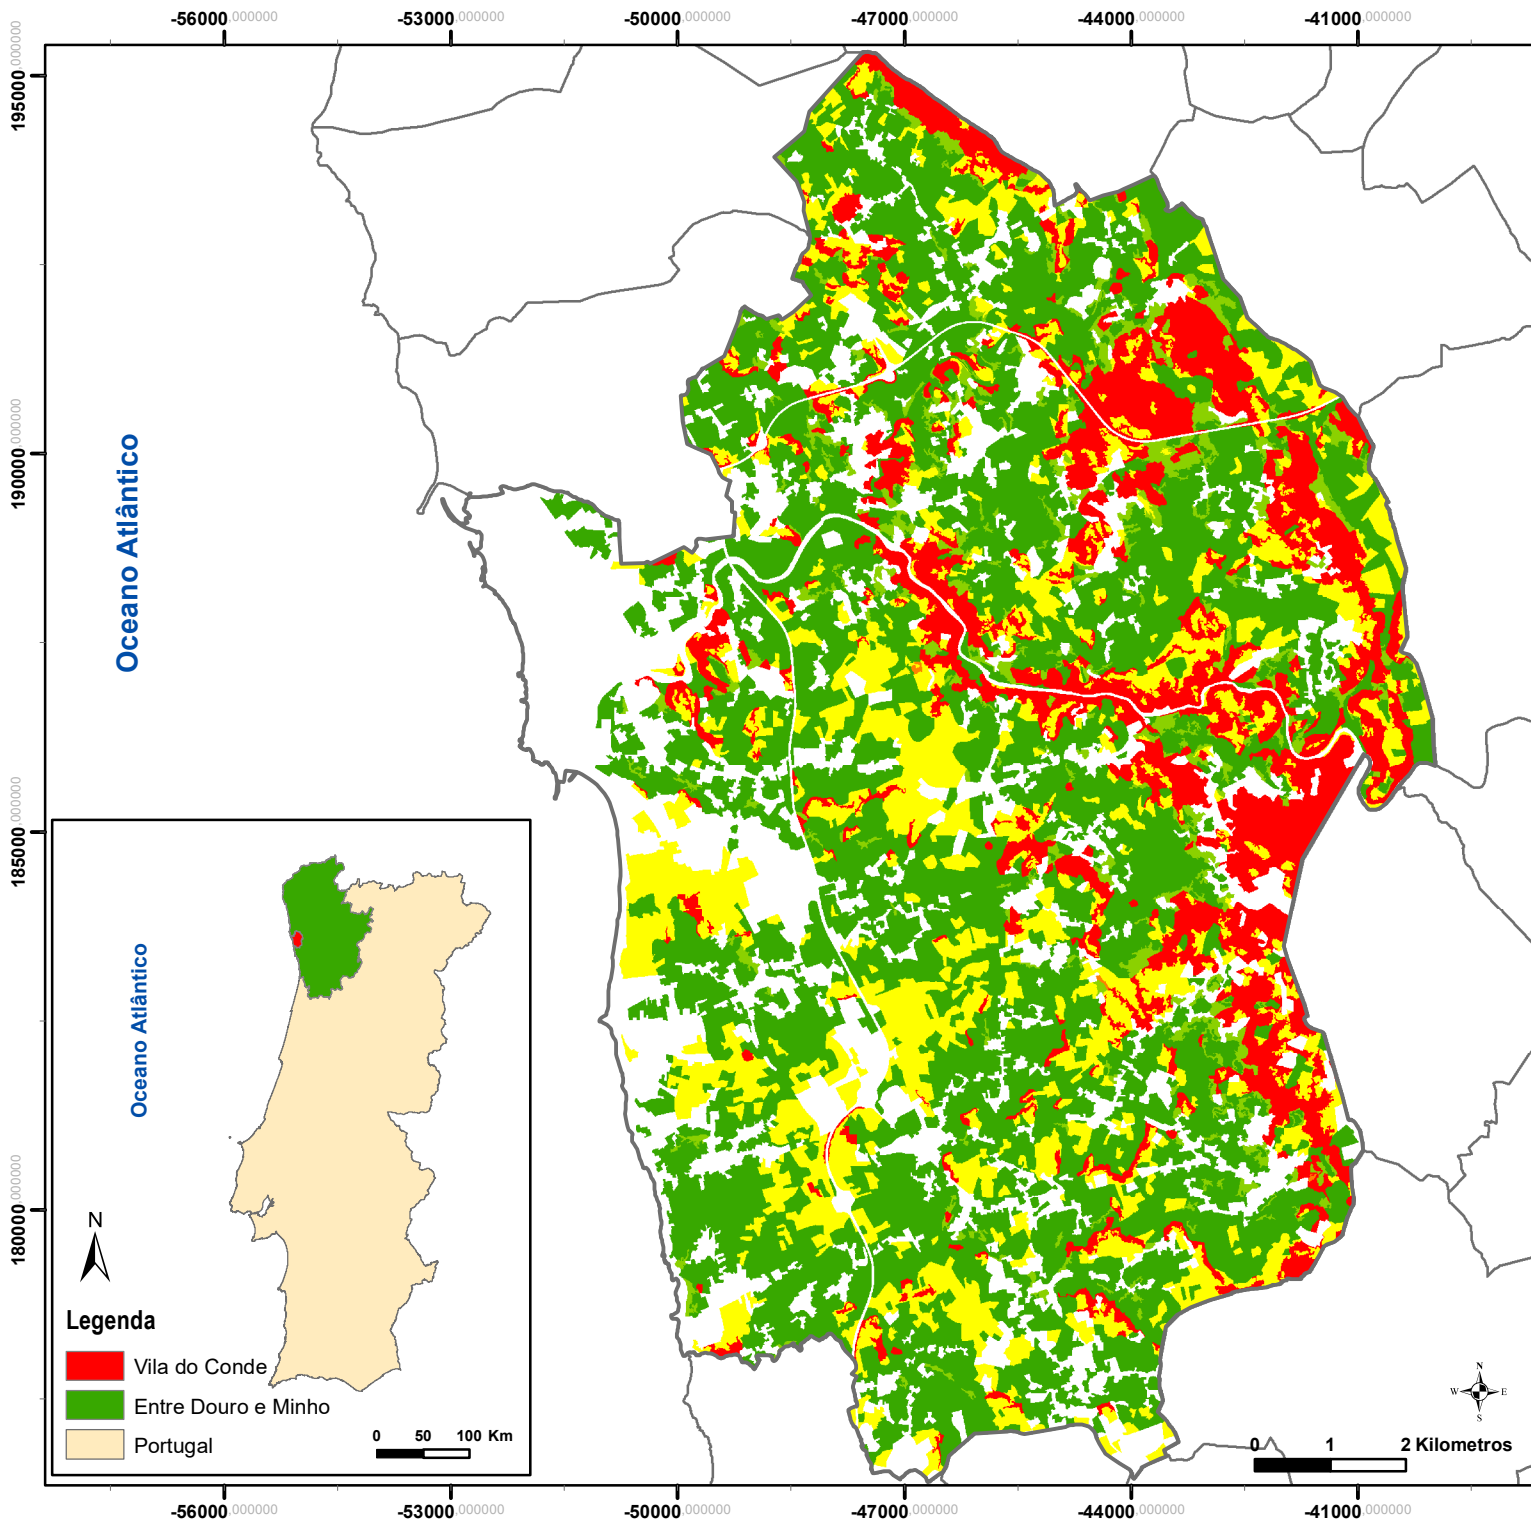 -56000,000000 -53000,000000 -50000,000000 -47000,000000 -44000,000000 -41000,000000
195000,000000
190000,000000
185000,000000
180000,000000
Oceano Atlântico
Oceano Atlântico
N
Legenda
Vila do Conde
Entre Douro e Minho
Portugal
0 50 100 Km
N
W E
S
0 1 2 Kilometros
-56000,000000 -53000,000000 -50000,000000 -47000,000000 -44000,000000 -41000,000000